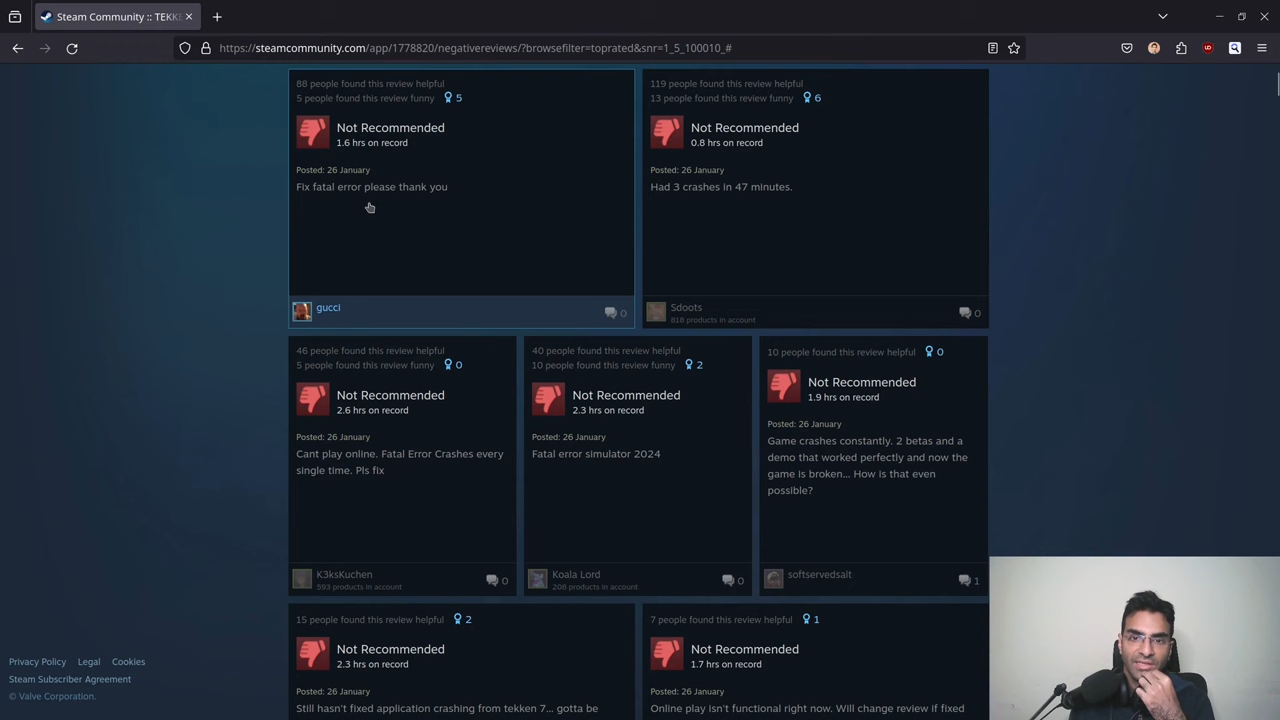 Steam Community :: TEKKE
https://steamcommunity.com/app/1778820/negativereviews/?browsefilter=toprated&snr=1_5_100010_#
88 people found this review helpful
5 people found this review funny 5
Not Recommended
1.6 hrs on record
Posted: 26 January
Fix fatal error please thank you
gucci
0
119 people found this review helpful
13 people found this review funny 6
Not Recommended
0.8 hrs on record
Posted: 26 January
Had 3 crashes in 47 minutes.
Sdoots
818 products in account
0
46 people found this review helpful
5 people found this review funny 0
Not Recommended
2.6 hrs on record
Posted: 26 January
Cant play online. Fatal Error Crashes every
single time. Pls fix
K3ksKuchen
593 products in account
0
40 people found this review helpful
10 people found this review funny 2
Not Recommended
2.3 hrs on record
Posted: 26 January
Fatal error simulator 2024
Koala Lord
208 products in account
0
10 people found this review helpful 0
Not Recommended
1.9 hrs on record
Posted: 26 January
Game crashes constantly. 2 betas and a
demo that worked perfectly and now the
game is broken... How is that even
possible?
softservedsalt
1
15 people found this review helpful 2
Not Recommended
2.3 hrs on record
Posted: 26 January
Still hasn't fixed application crashing from tekken 7... gotta be
7 people found this review helpful 1
Not Recommended
1.7 hrs on record
Posted: 26 January
Online play isn't functional right now. Will change review if fixed
Privacy Policy Legal Cookies
Steam Subscriber Agreement
© Valve Corporation.